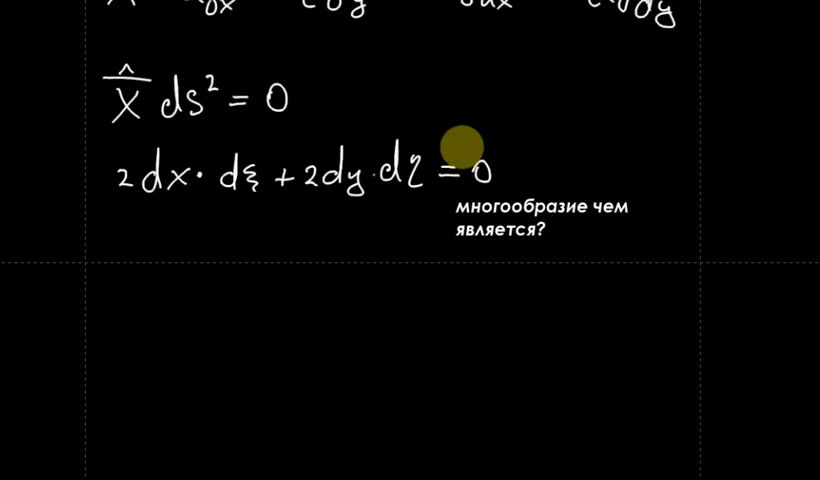 X̂ ds² = 0
2dx · dξ + 2dy · dη = 0
многообразие чем
является?